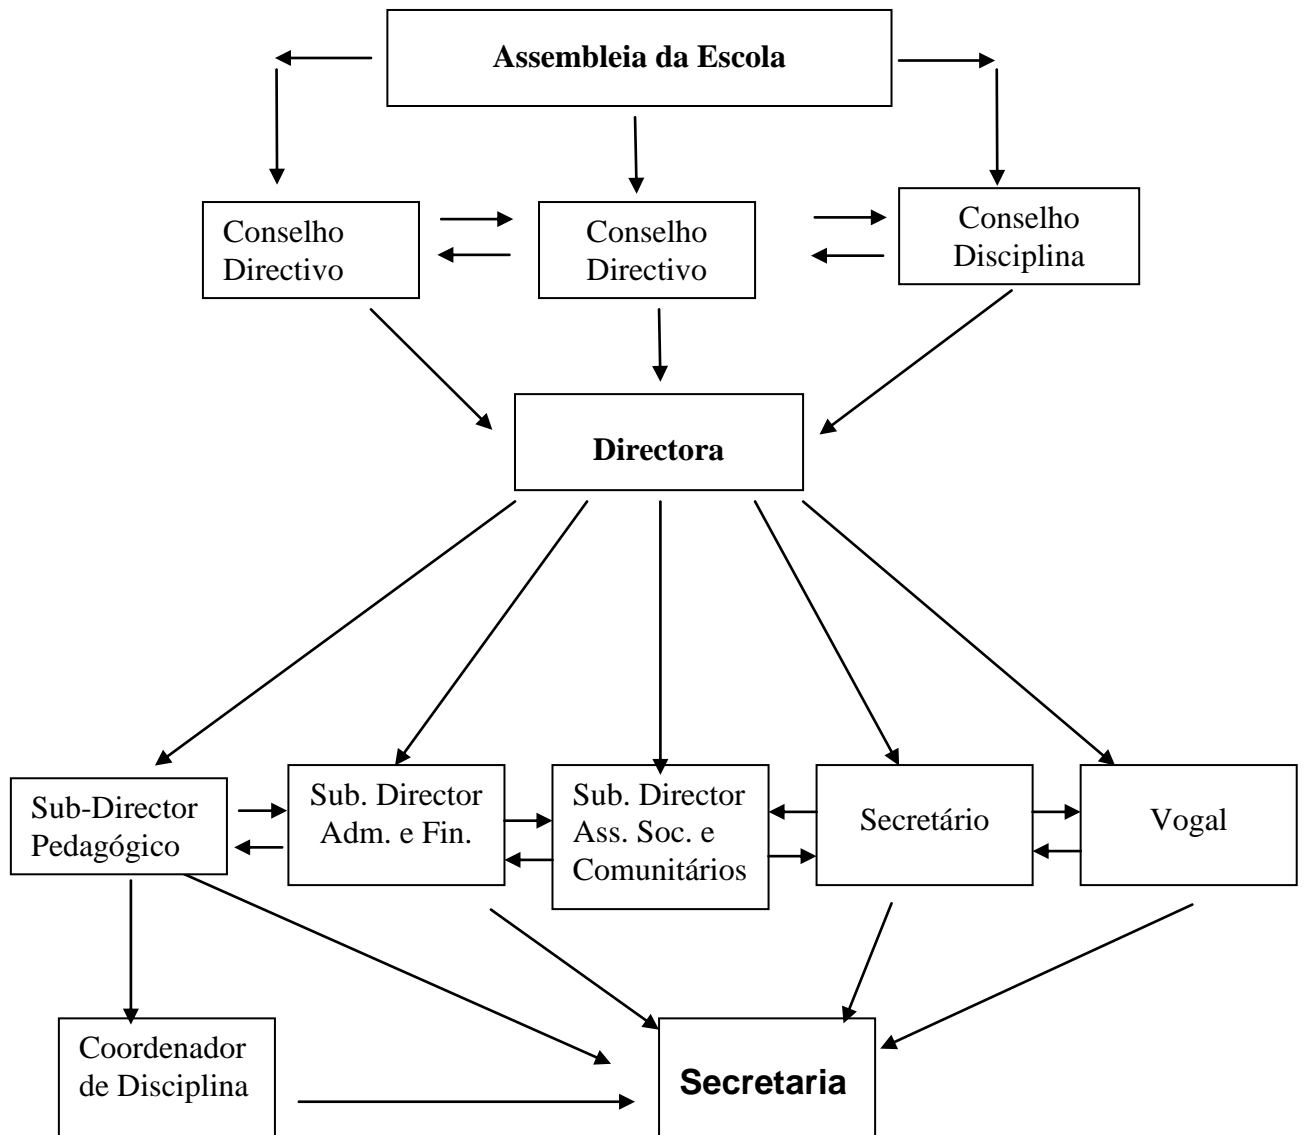 Assembleia da Escola
Conselho
Directivo
Conselho
Directivo
Conselho
Disciplina
Directora
Sub-Director
Pedagógico
Sub. Director
Adm. e Fin.
Sub. Director
Ass. Soc. e
Comunitários
Secretário
Vogal
Coordenador
de Disciplina
Secretaria